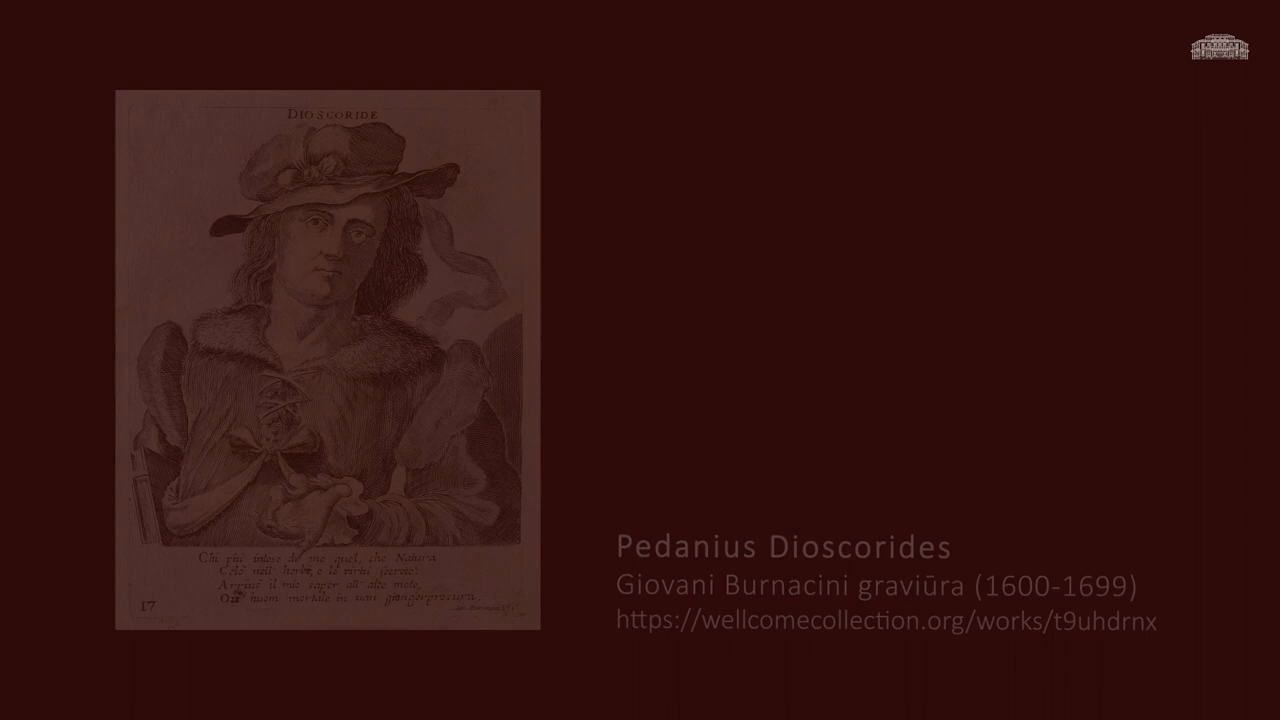 DIOSCORIDE
Chi più intese di me quel, che Natura
Celò nell' herbe, e le virtù secrete?
Arrivò il mio saper all' alte mete,
huom mortale in van giunger procura.
17
Pedanius Dioscorides
Giovani Burnacini graviūra (1600-1699)
https://wellcomecollection.org/works/t9uhdrnx